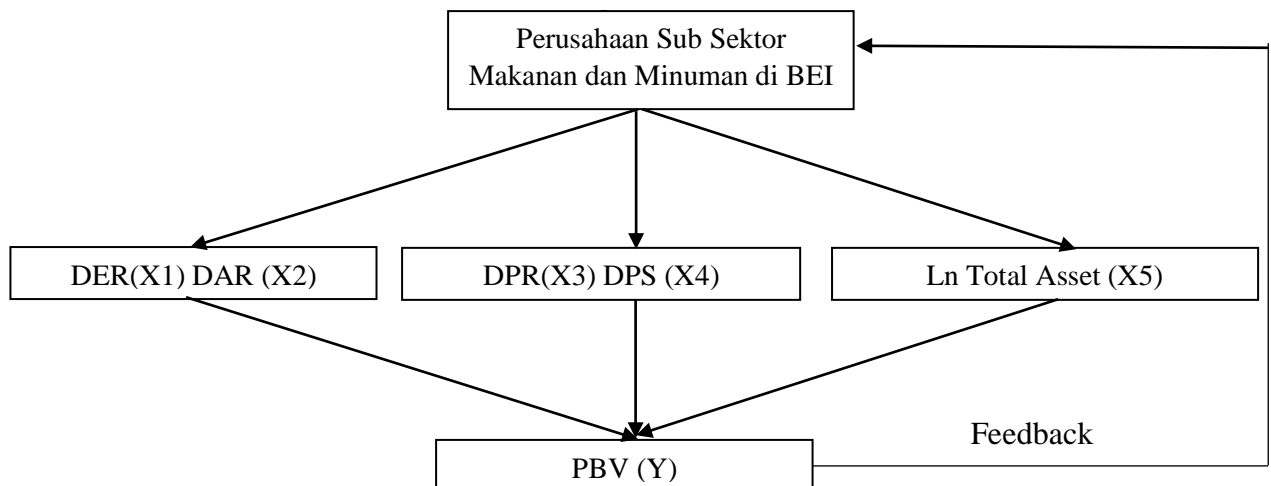 Perusahaan Sub Sektor
Makanan dan Minuman di BEI
DER(X1) DAR (X2)
DPR(X3) DPS (X4)
Ln Total Asset (X5)
Feedback
PBV (Y)